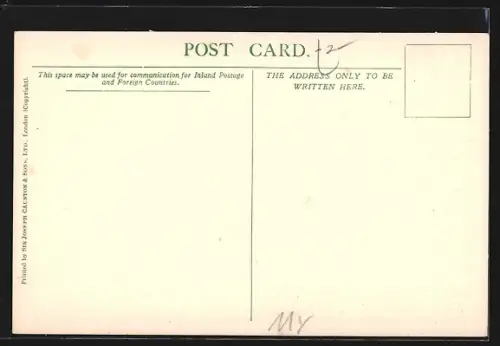 POST CARD.
This space may be used for communication for Inland Postage
and Foreign Countries.
THE ADDRESS ONLY TO BE
WRITTEN HERE.
Printed by SIR JOSEPH CAUSTON & SONS, LTD., London (Copyright).